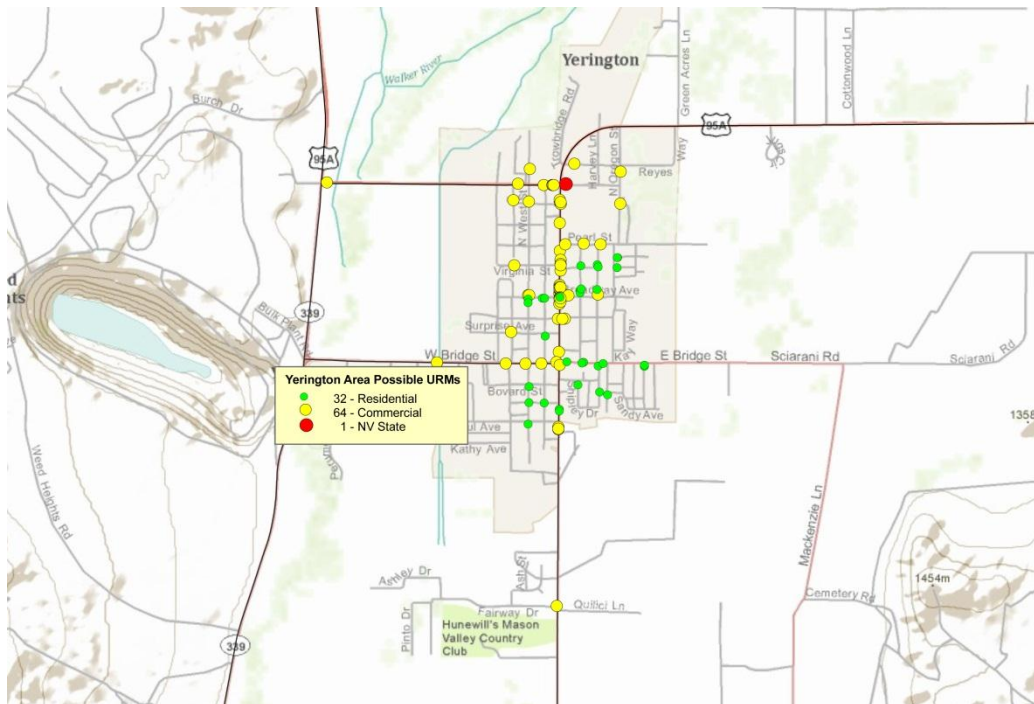 Yerington
Walker River
Burch Dr
95A
95A
Trowbridge Rd
Harvey Ln
N Oregon St
Green Acres Ln
Way
Cottonwood Ln
Reyes
N West St
Pearl St
Virginia St
339
Surprise Ave
Kay Way
W Bridge St
E Bridge St
Sciarani Rd
Sciarani Rd
Yerington Area Possible URMs
32 - Residential
64 - Commercial
1 - NV State
Bovard St
Sandy Ave
Kathy Ave
Weed Heights Rd
Mackenzie Ln
1358
1454m
Cemetery Rd
Ash St
Ashley Dr
Pinto Dr
Fairway Dr
Quilici Ln
339
Hunewill's Mason
Valley Country
Club